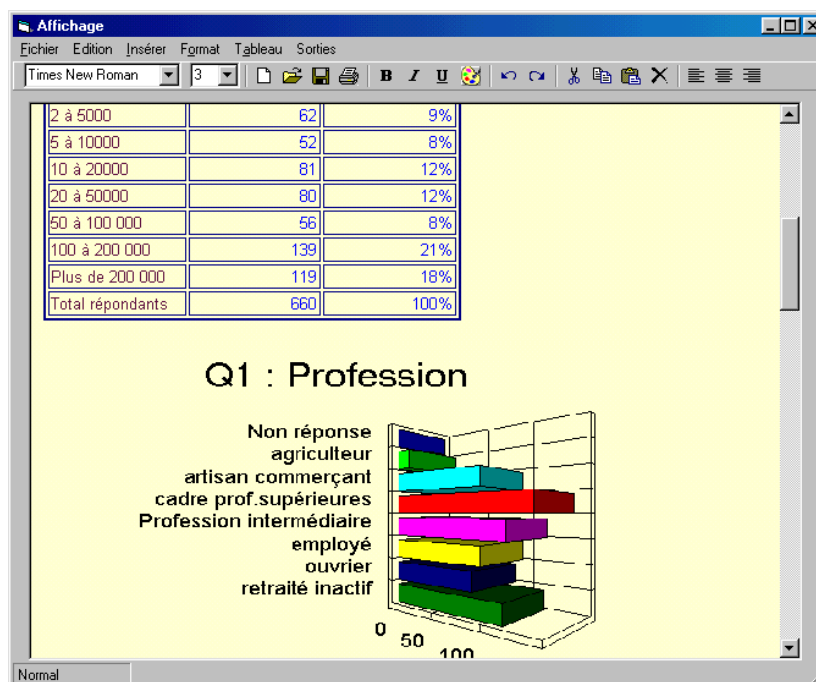 Affichage
Fichier Edition Insérer Format Tableau Sorties
Times New Roman 3 B I U
2 à 5000 62 9%
5 à 10000 52 8%
10 à 20000 81 12%
20 à 50000 80 12%
50 à 100 000 56 8%
100 à 200 000 139 21%
Plus de 200 000 119 18%
Total répondants 660 100%
Q1 : Profession
Non réponse
agriculteur
artisan commerçant
cadre prof.supérieures
Profession intermédiaire
employé
ouvrier
retraité inactif
0
50
100
Normal